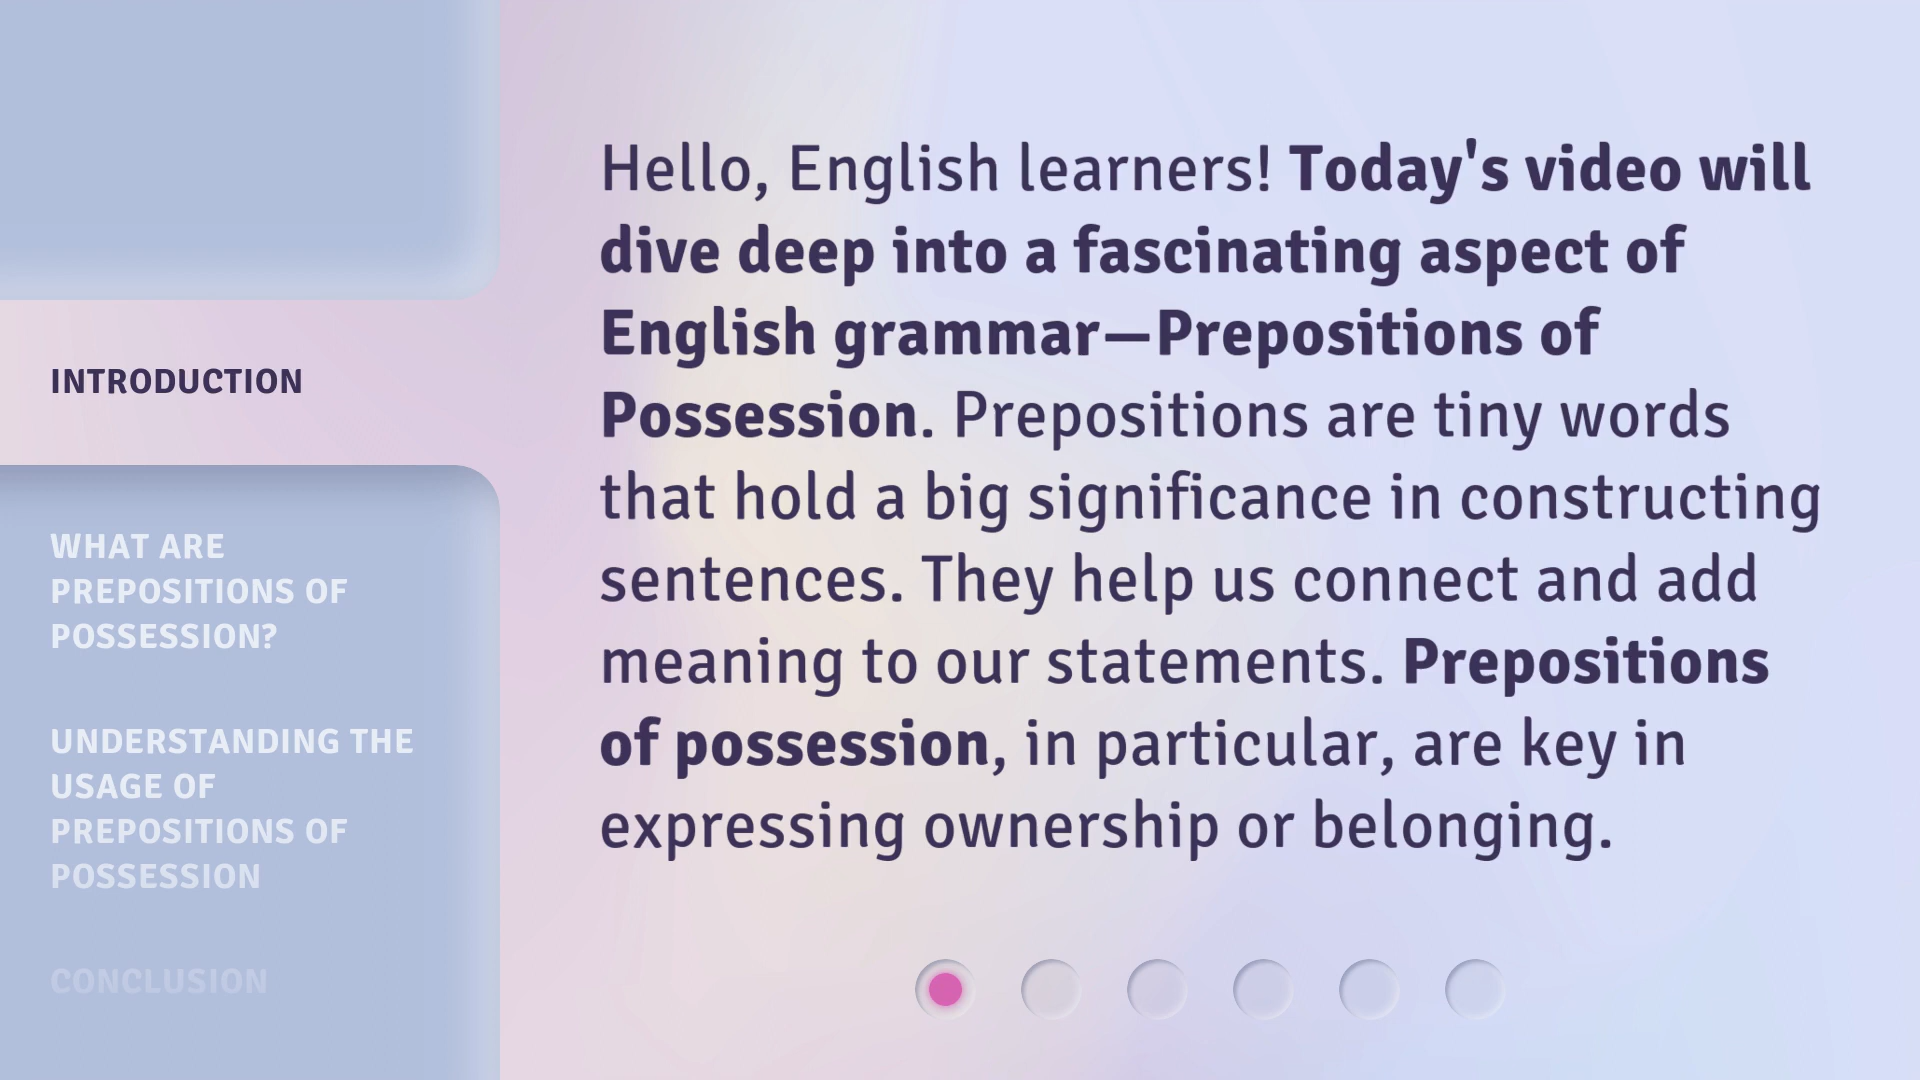 INTRODUCTION
WHAT ARE
PREPOSITIONS OF
POSSESSION?
UNDERSTANDING THE
USAGE OF
PREPOSITIONS OF
POSSESSION
CONCLUSION
Hello, English learners! Today's video will
dive deep into a fascinating aspect of
English grammar—Prepositions of
Possession. Prepositions are tiny words
that hold a big significance in constructing
sentences. They help us connect and add
meaning to our statements. Prepositions
of possession, in particular, are key in
expressing ownership or belonging.